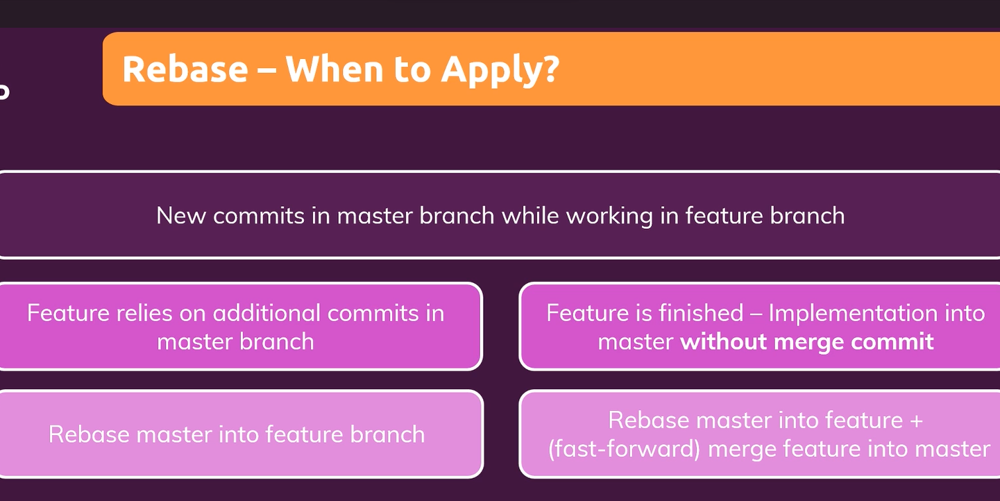 Rebase – When to Apply?
New commits in master branch while working in feature branch
Feature relies on additional commits in
master branch
Feature is finished – Implementation into
master without merge commit
Rebase master into feature branch
Rebase master into feature +
(fast-forward) merge feature into master